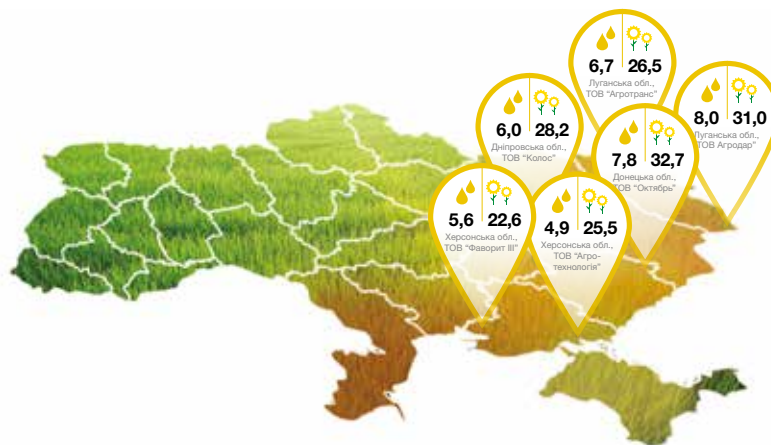 6,7 26,5
Луганська обл.,
ТОВ "Агротранс"
8,0 31,0
Луганська обл.,
ТОВ Агродар"
6,0 28,2
Дніпровська обл.,
ТОВ "Колос"
7,8 32,7
Донецька обл.,
ТОВ "Октябрь"
5,6 22,6
Херсонська обл.,
ТОВ "Фаворит III"
4,9 25,5
Херсонська обл.,
ТОВ "Агро-
технологія"